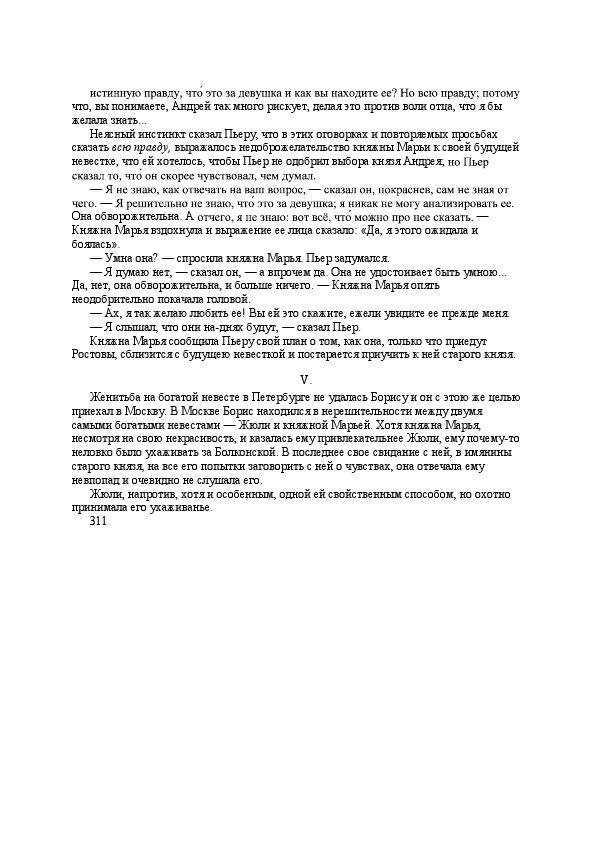 истинную правду, что́ это за девушка и как вы находите ее? Но всю правду; потому
что, вы понимаете, Андрей так много рискует, делая это против воли отца, что я бы
желала знать...
Неясный инстинкт сказал Пьеру, что в этих оговорках и повторяемых просьбах
сказать всю правду, выражалось недоброжелательство княжны Марьи к своей будущей
невестке, что ей хотелось, чтобы Пьер не одобрил выбора князя Андрея; но Пьер
сказал то, что́ он скорее чувствовал, чем думал.
— Я не знаю, как отвечать на ваш вопрос, — сказал он, покраснев, сам не зная от
чего. — Я решительно не знаю, что́ это за девушка; я никак не могу анализировать ее.
Она обворожительна. А отчего, я не знаю: вот всё, что́ можно про нее сказать. —
Княжна Марья вздохнула и выражение ее лица сказало: «Да, я этого ожидала и
боялась».
— Умна она? — спросила княжна Марья. Пьер задумался.
— Я думаю нет, — сказал он, — а впрочем да. Она не удостоивает быть умною...
Да, нет, она обворожительна, и больше ничего. — Княжна Марья опять
неодобрительно покачала головой.
— Ах, я так желаю любить ее! Вы ей это скажите, ежели увидите ее прежде меня.
— Я слышал, что они на-днях будут, — сказал Пьер.
Княжна Марья сообщила Пьеру свой план о том, как она, только что приедут
Ростовы, сблизится с будущею невесткой и постарается приучить к ней старого князя.
V.
Женитьба на богатой невесте в Петербурге не удалась Борису и он с этою же целью
приехал в Москву. В Москве Борис находился в нерешительности между двумя
самыми богатыми невестами — Жюли и княжной Марьей. Хотя княжна Марья,
несмотря на свою некрасивость, и казалась ему привлекательнее Жюли, ему почему-то
неловко было ухаживать за Болконской. В последнее свое свидание с ней, в имянины
старого князя, на все его попытки заговорить с ней о чувствах, она отвечала ему
невпопад и очевидно не слушала его.
Жюли, напротив, хотя и особенным, одной ей свойственным способом, но охотно
принимала его ухаживанье.
311